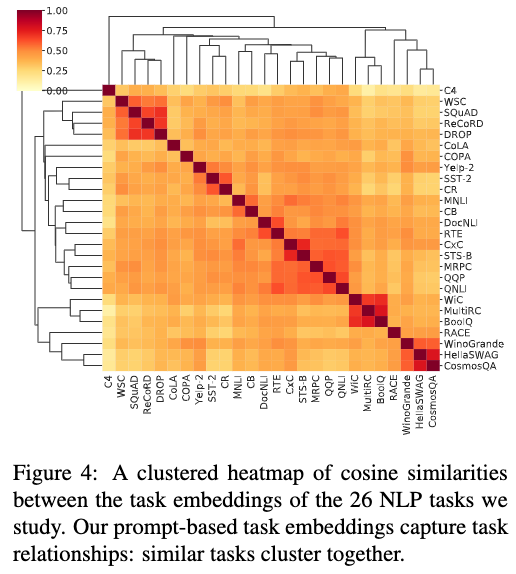 1.00
0.75
0.50
0.25
0.00
C4
WSC
SQuAD
ReCoRD
DROP
CoLA
COPA
Yelp-2
SST-2
CR
MNLI
CB
DocNLI
RTE
CxC
STS-B
MRPC
QQP
QNLI
WiC
MultiRC
BoolQ
RACE
WinoGrande
HellaSWAG
CosmosQA
C4 WSC SQuAD ReCoRD DROP CoLA COPA Yelp-2 SST-2 CR MNLI CB DocNLI RTE CxC STS-B MRPC QQP QNLI WiC MultiRC BoolQ RACE WinoGrande HellaSWAG CosmosQA
Figure 4: A clustered heatmap of cosine similarities
between the task embeddings of the 26 NLP tasks we
study. Our prompt-based task embeddings capture task
relationships: similar tasks cluster together.